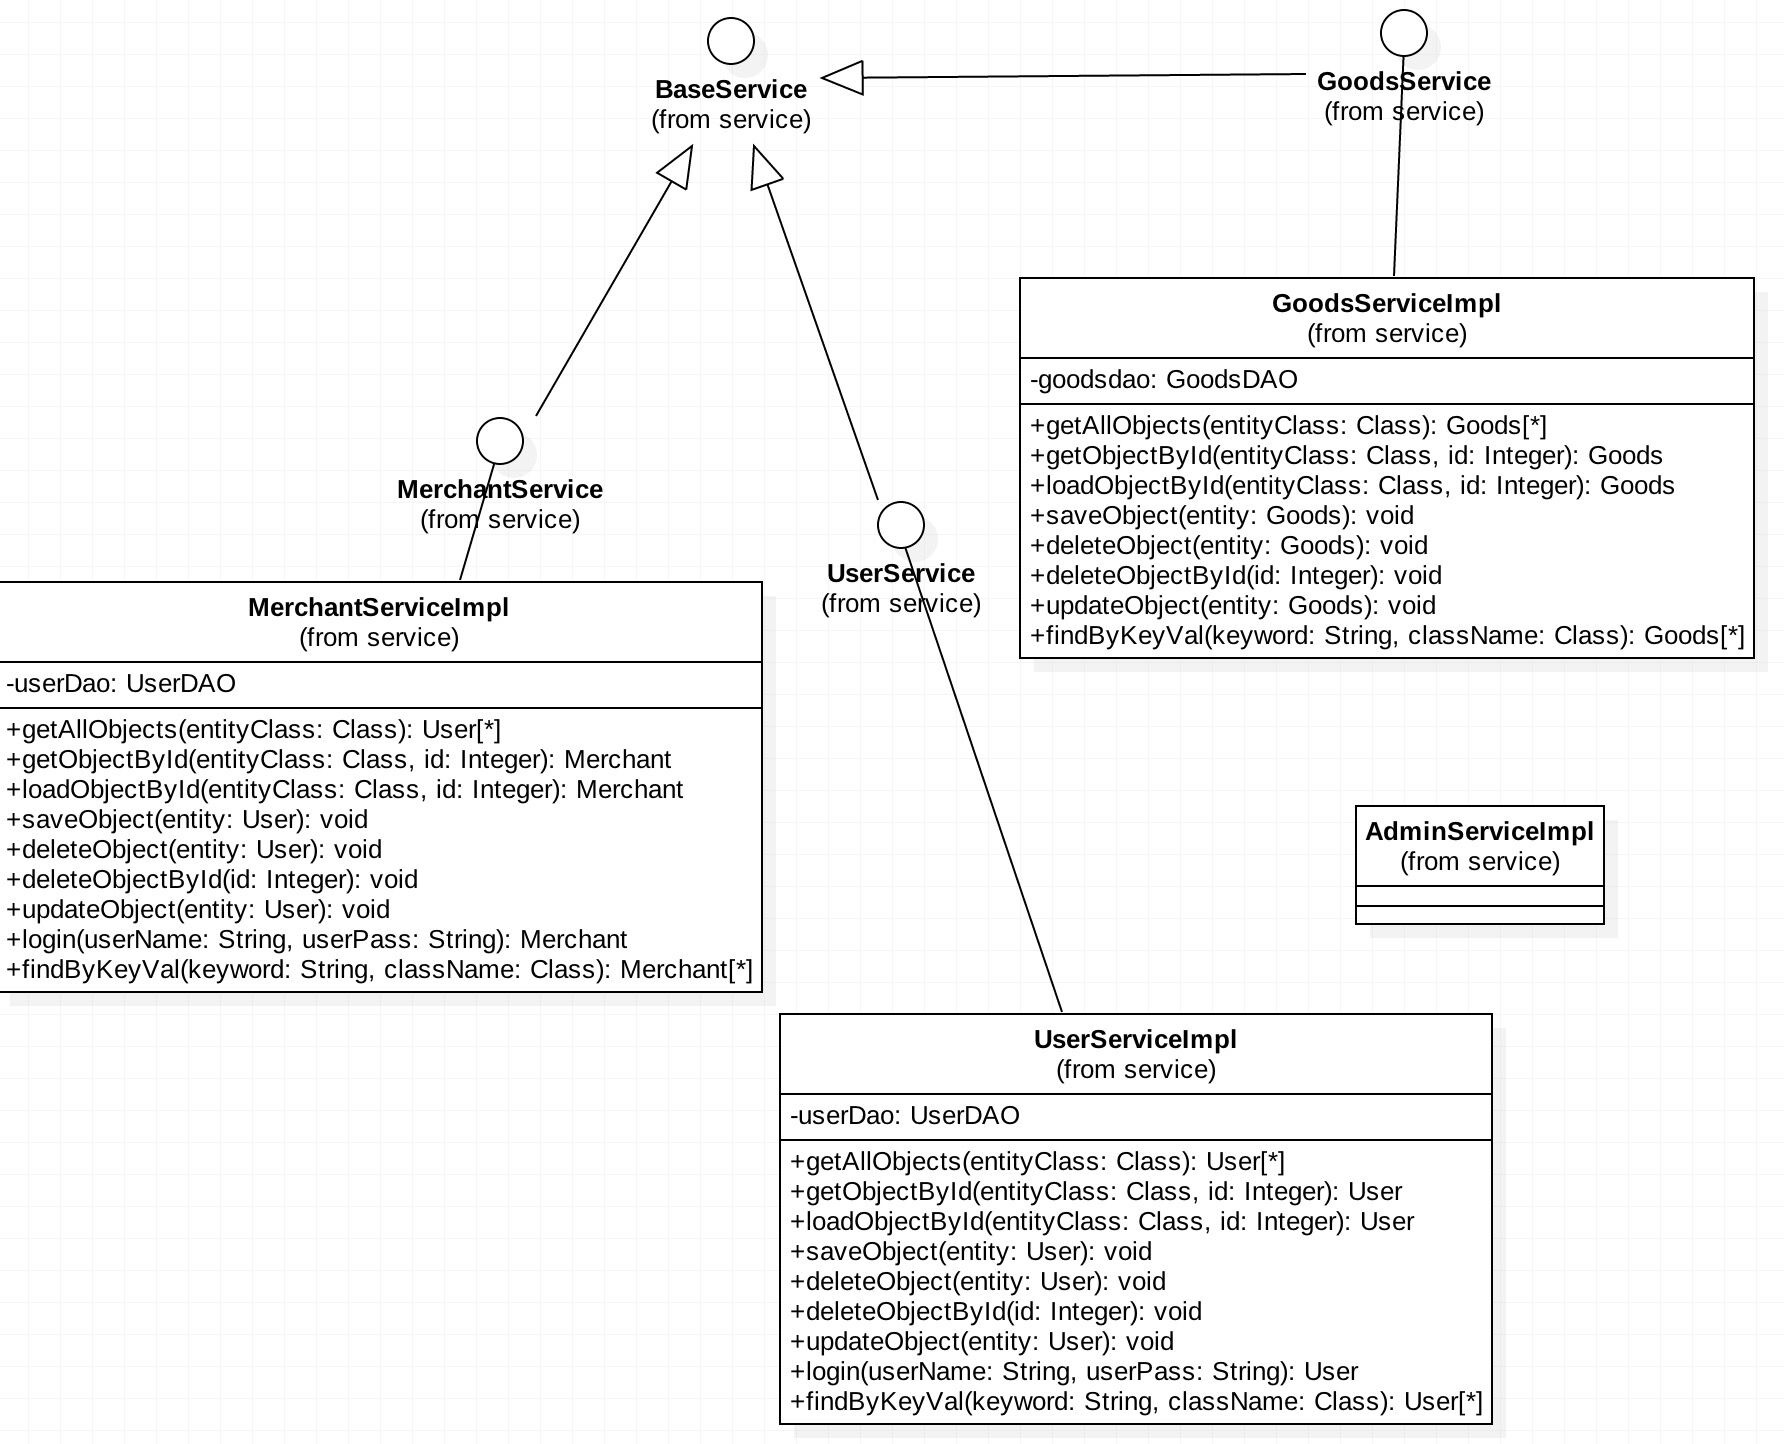 BaseService
(from service)
GoodsService
(from service)
GoodsServiceImpl
(from service)
-goodsdao: GoodsDAO
+getAllObjects(entityClass: Class): Goods[*]
+getObjectById(entityClass: Class, id: Integer): Goods
+loadObjectById(entityClass: Class, id: Integer): Goods
+saveObject(entity: Goods): void
+deleteObject(entity: Goods): void
+deleteObjectById(id: Integer): void
+updateObject(entity: Goods): void
+findByKeyVal(keyword: String, className: Class): Goods[*]
MerchantService
(from service)
UserService
(from service)
MerchantServiceImpl
(from service)
-userDao: UserDAO
+getAllObjects(entityClass: Class): User[*]
+getObjectById(entityClass: Class, id: Integer): Merchant
+loadObjectById(entityClass: Class, id: Integer): Merchant
+saveObject(entity: User): void
+deleteObject(entity: User): void
+deleteObjectById(id: Integer): void
+updateObject(entity: User): void
+login(userName: String, userPass: String): Merchant
+findByKeyVal(keyword: String, className: Class): Merchant[*]
AdminServiceImpl
(from service)
UserServiceImpl
(from service)
-userDao: UserDAO
+getAllObjects(entityClass: Class): User[*]
+getObjectById(entityClass: Class, id: Integer): User
+loadObjectById(entityClass: Class, id: Integer): User
+saveObject(entity: User): void
+deleteObject(entity: User): void
+deleteObjectById(id: Integer): void
+updateObject(entity: User): void
+login(userName: String, userPass: String): User
+findByKeyVal(keyword: String, className: Class): User[*]